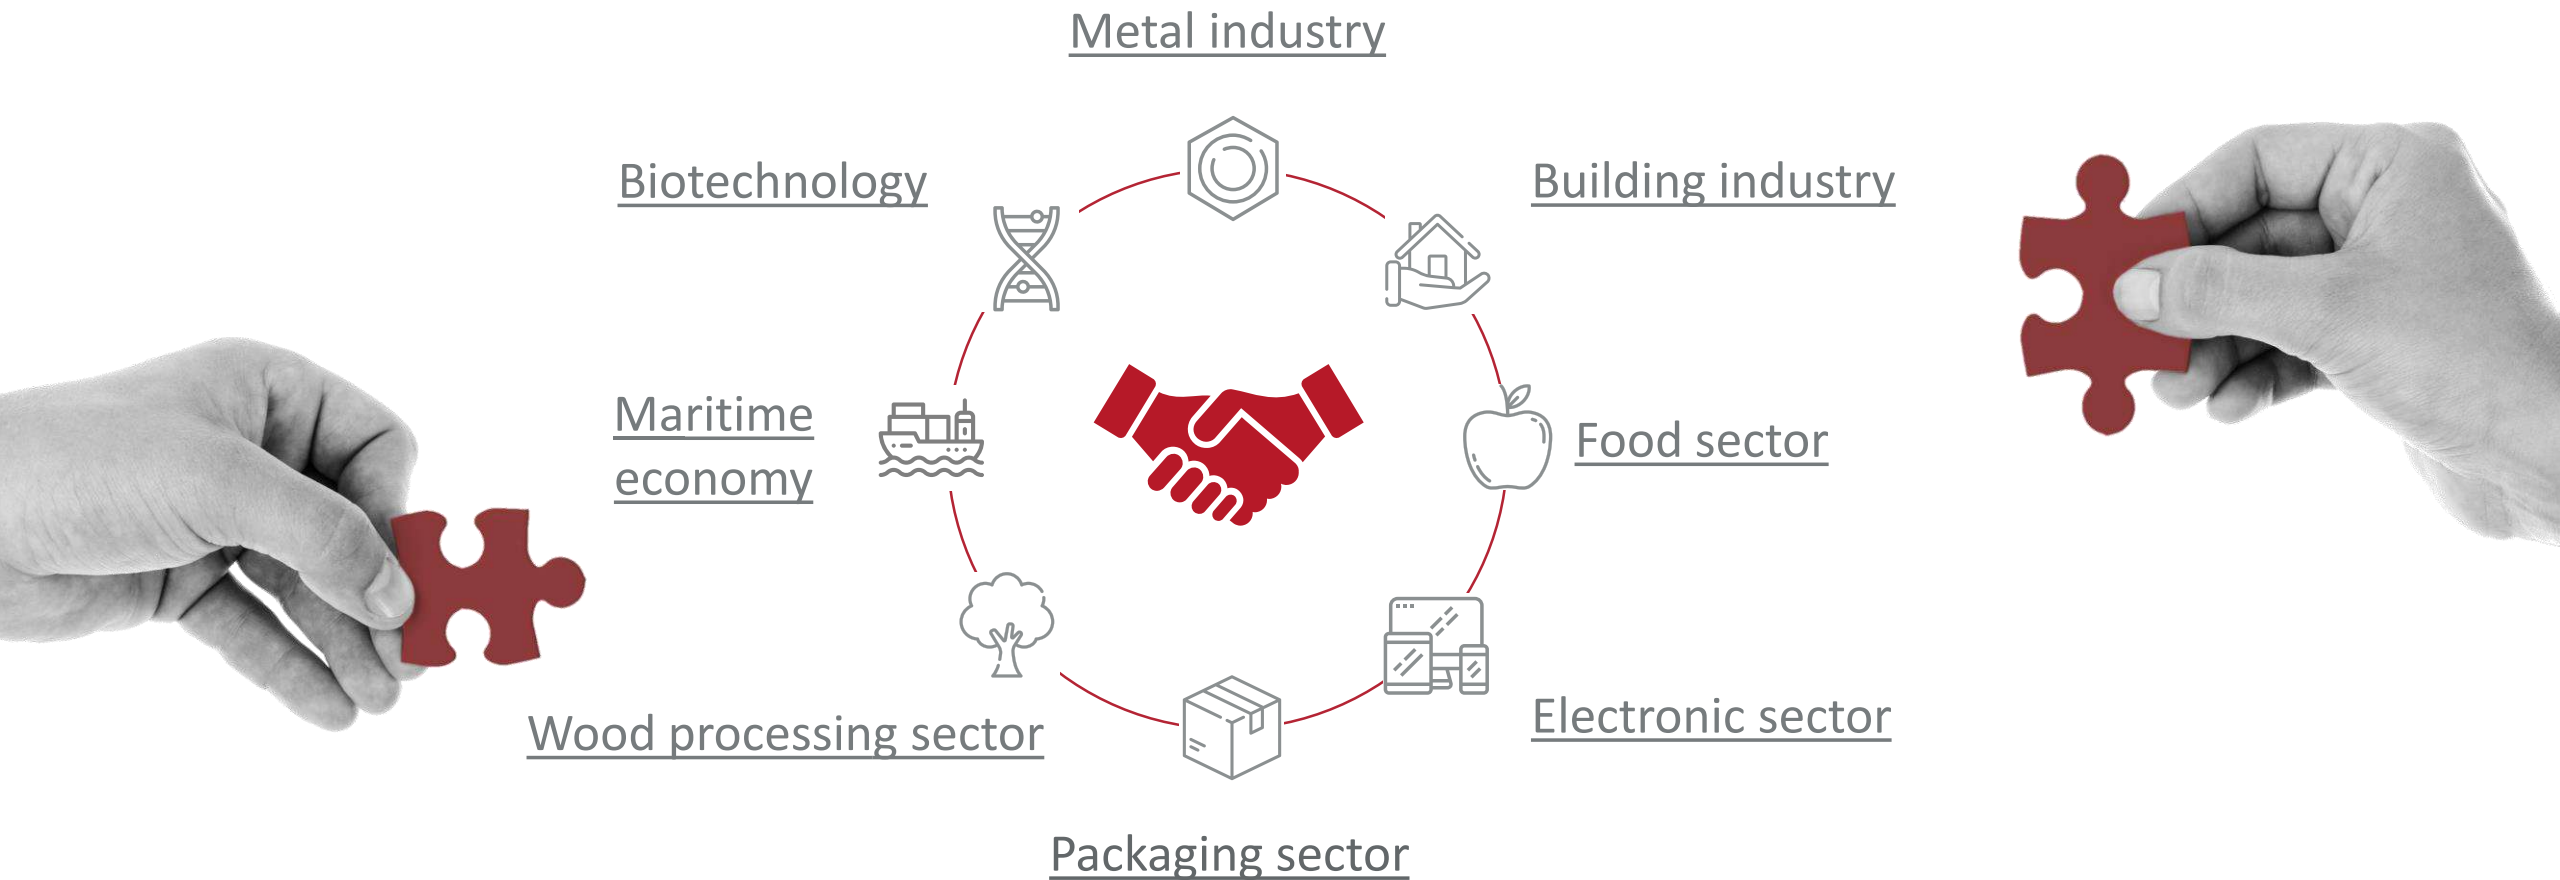 Metal industry
Biotechnology
Building industry
Maritime
economy
Food sector
Wood processing sector
Electronic sector
Packaging sector